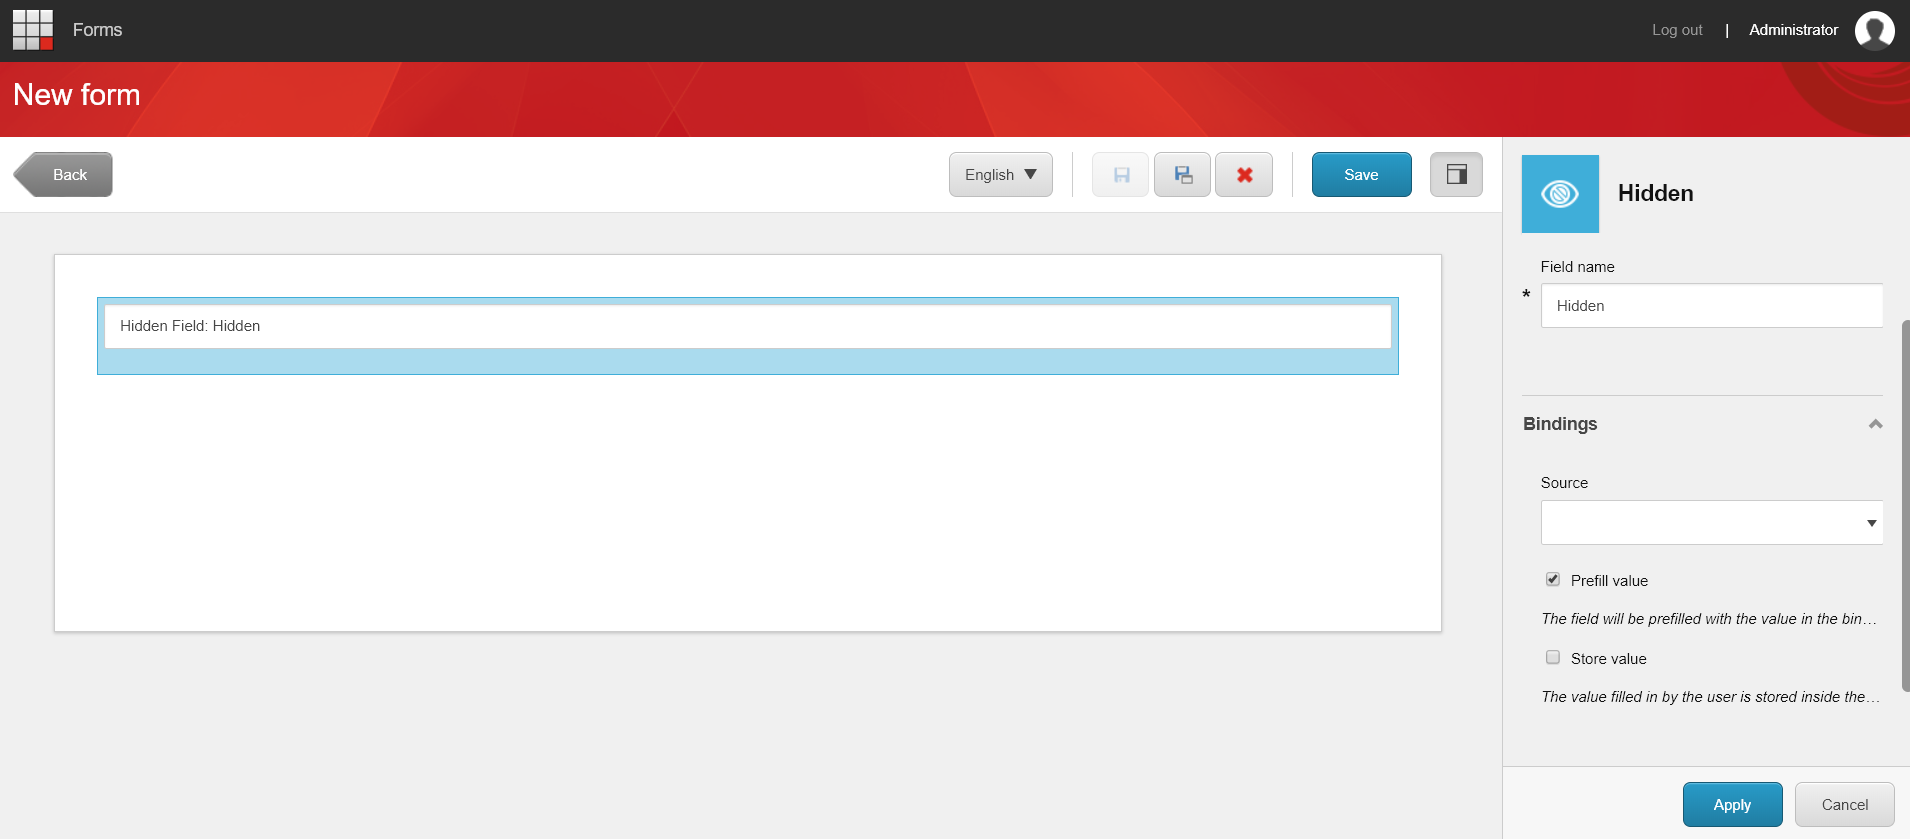 Forms
Log out | Administrator
New form
Back
English
Save
Hidden
Field name
*
Hidden
Hidden Field: Hidden
Bindings
Source
Prefill value
The field will be prefilled with the value in the bin…
Store value
The value filled in by the user is stored inside the…
Apply
Cancel